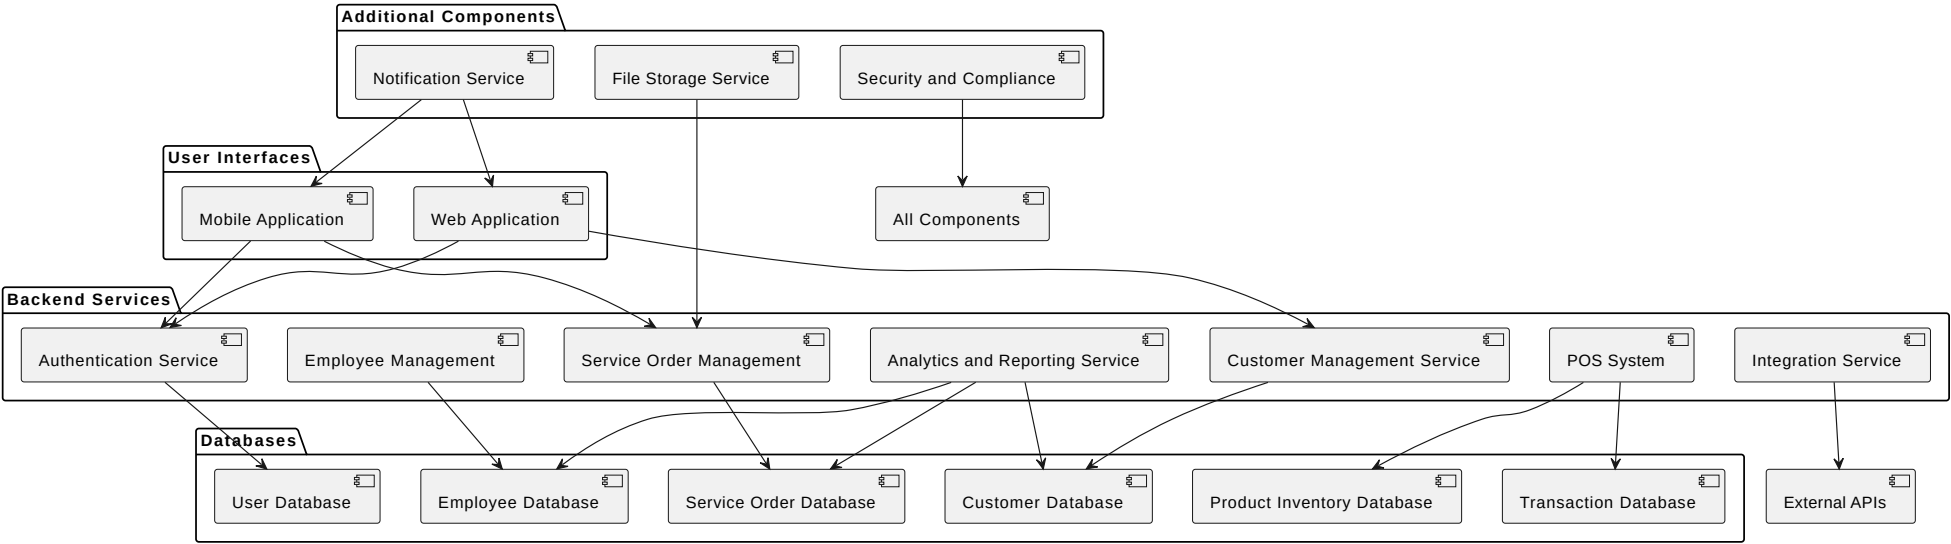 Additional Components
Notification Service
File Storage Service
Security and Compliance
User Interfaces
Mobile Application
Web Application
All Components
Backend Services
Authentication Service
Employee Management
Service Order Management
Analytics and Reporting Service
Customer Management Service
POS System
Integration Service
Databases
User Database
Employee Database
Service Order Database
Customer Database
Product Inventory Database
Transaction Database
External APIs